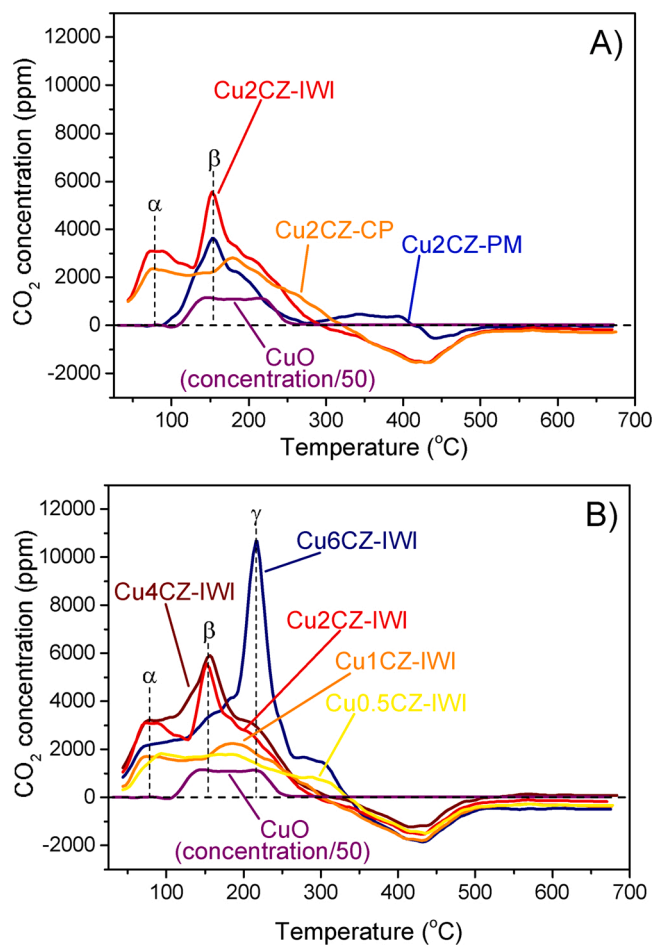 A)
12000
10000
8000
6000
4000
2000
0
-2000
CO2 concentration (ppm)
Cu2CZ-IWI
α
β
Cu2CZ-CP
Cu2CZ-PM
CuO
(concentration/50)
100 200 300 400 500 600 700
Temperature (°C)
B)
12000
10000
8000
6000
4000
2000
0
-2000
CO2 concentration (ppm)
γ
Cu6CZ-IWI
Cu4CZ-IWI
β
Cu2CZ-IWI
α
Cu1CZ-IWI
Cu0.5CZ-IWI
CuO
(concentration/50)
100 200 300 400 500 600 700
Temperature (°C)